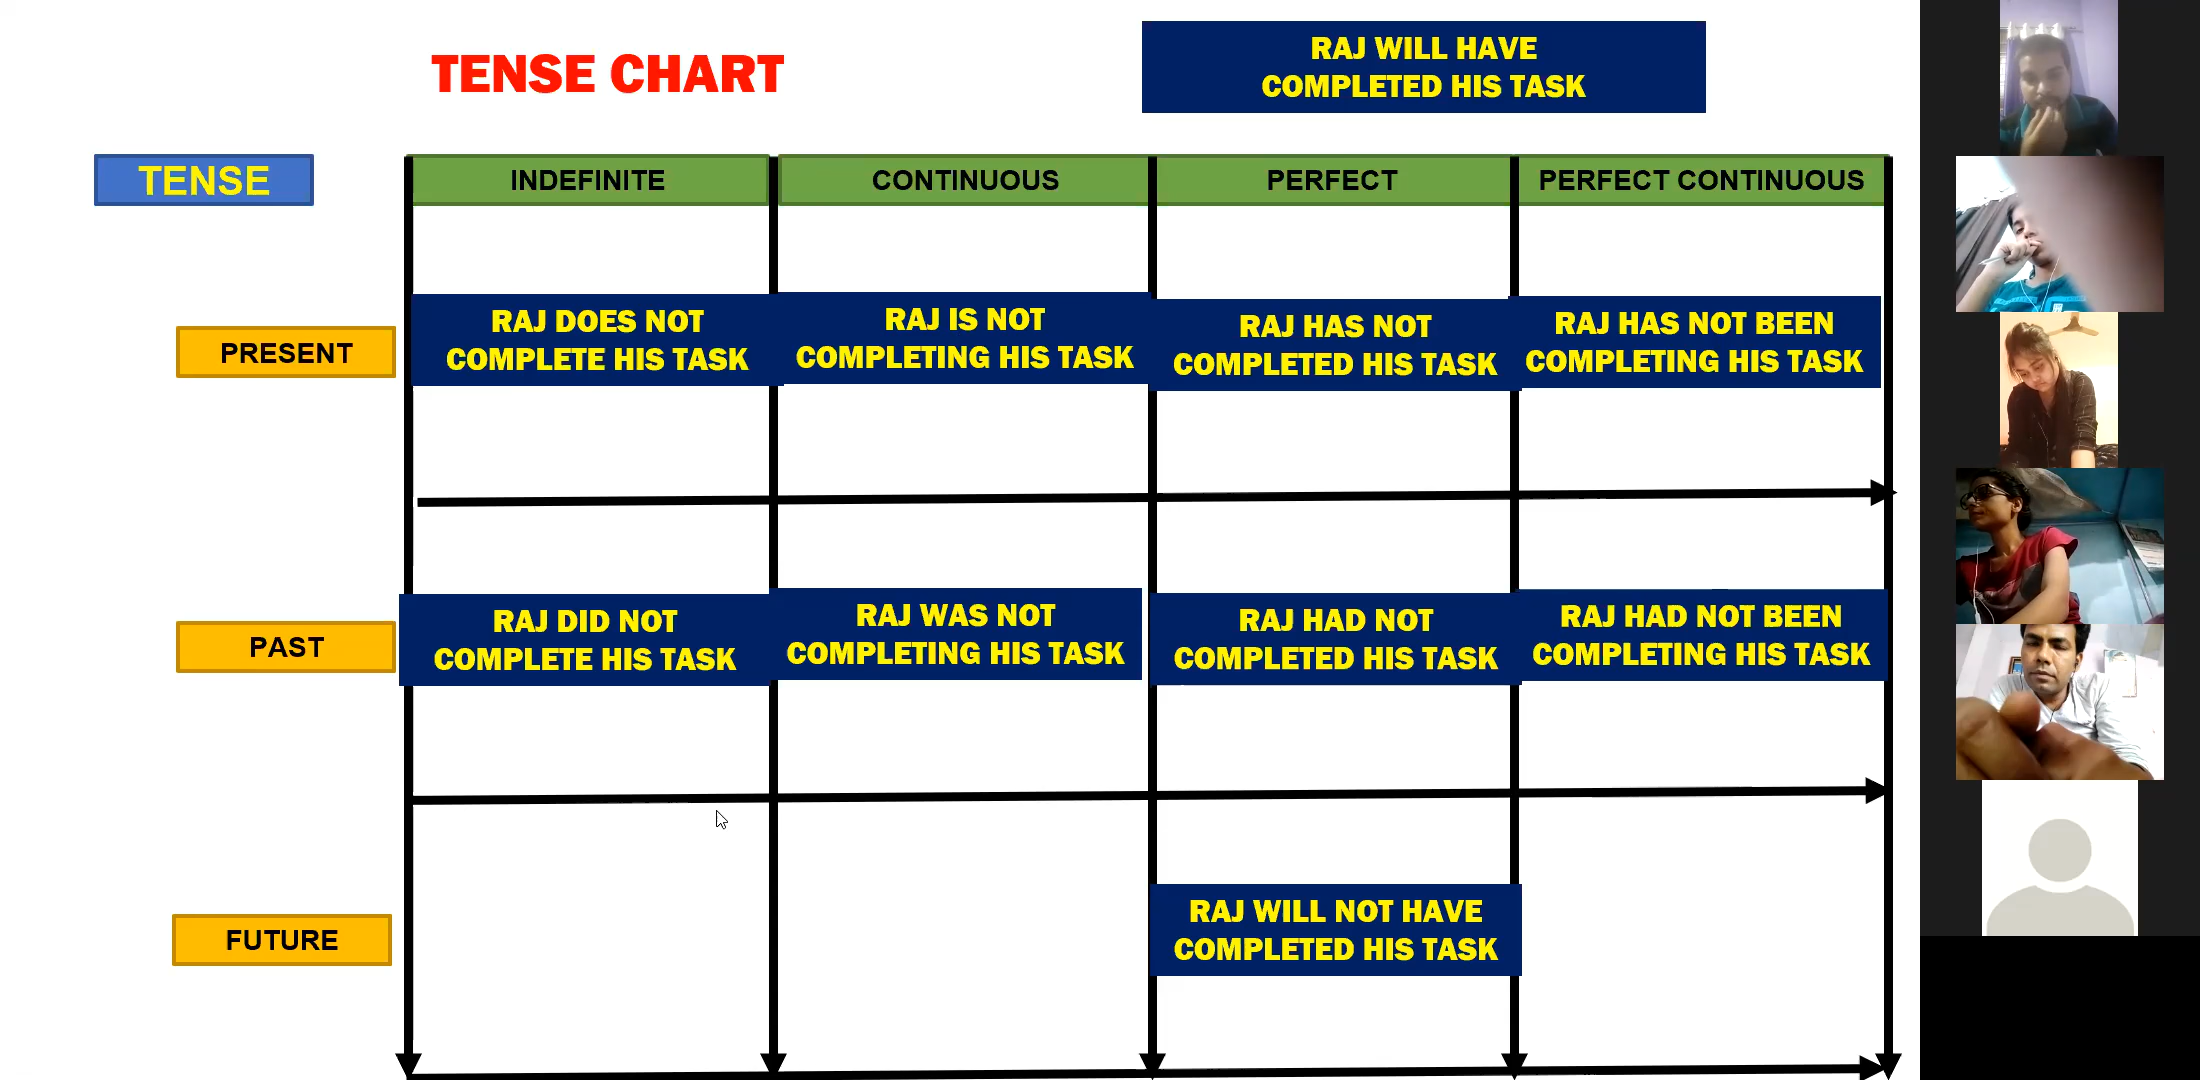 TENSE CHART
RAJ WILL HAVE
COMPLETED HIS TASK
TENSE
INDEFINITE
CONTINUOUS
PERFECT
PERFECT CONTINUOUS
PRESENT
RAJ DOES NOT
COMPLETE HIS TASK
RAJ IS NOT
COMPLETING HIS TASK
RAJ HAS NOT
COMPLETED HIS TASK
RAJ HAS NOT BEEN
COMPLETING HIS TASK
PAST
RAJ DID NOT
COMPLETE HIS TASK
RAJ WAS NOT
COMPLETING HIS TASK
RAJ HAD NOT
COMPLETED HIS TASK
RAJ HAD NOT BEEN
COMPLETING HIS TASK
FUTURE
RAJ WILL NOT HAVE
COMPLETED HIS TASK